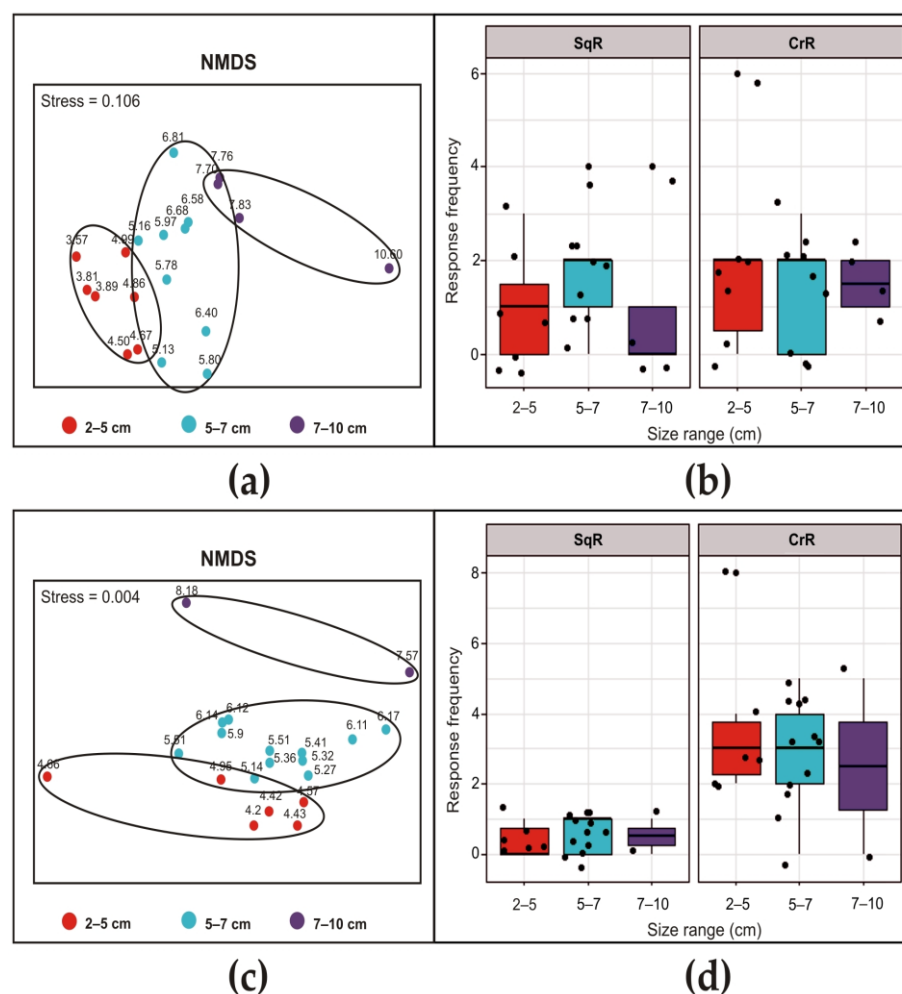 NMDS
Stress = 0.106
6.81
7.76
7.70
6.58
6.68
7.83
5.16
5.97
4.99
3.57
10.60
5.78
3.81
3.89
4.86
6.40
4.50
4.67
5.13
5.80
2–5 cm
5–7 cm
7–10 cm
(a)
SqR
CrR
Response frequency
6
4
2
0
2–5
5–7
7–10
2–5
5–7
7–10
Size range (cm)
(b)
NMDS
Stress = 0.004
8.18
7.57
6.14
6.12
6.17
5.9
6.11
5.51
5.41
5.36
5.32
5.14
5.27
4.95
4.57
4.42
4.2
4.43
2–5 cm
5–7 cm
7–10 cm
(c)
SqR
CrR
Response frequency
8
6
4
2
0
2–5
5–7
7–10
2–5
5–7
7–10
Size range (cm)
(d)